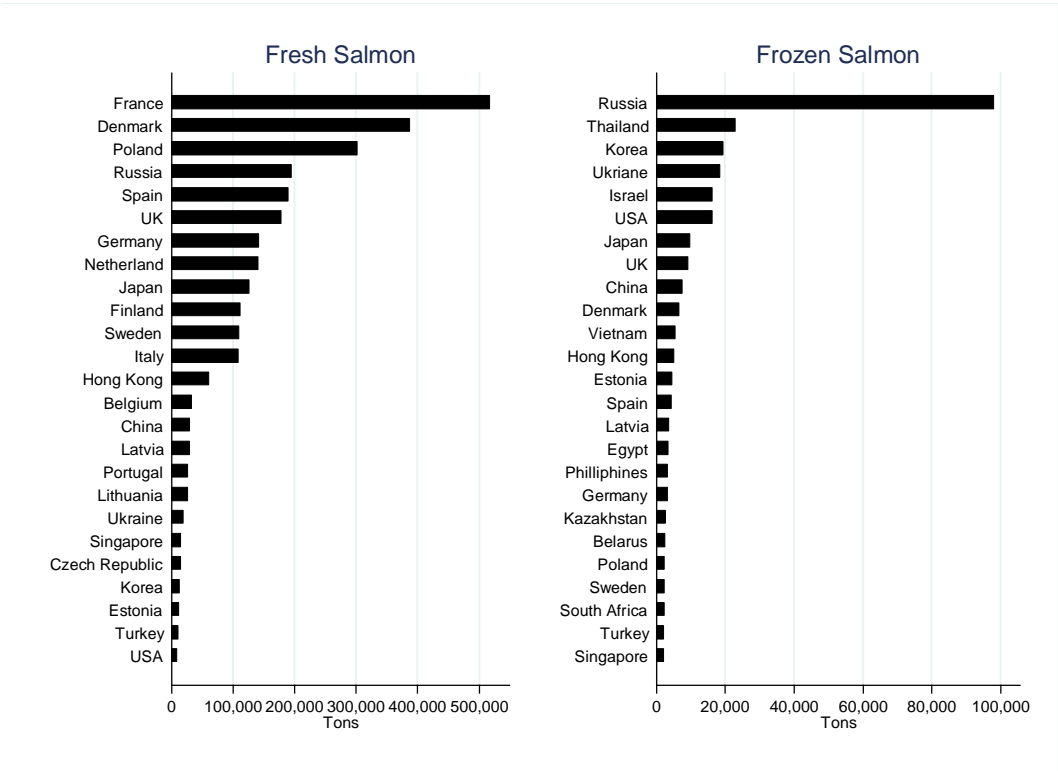 Fresh Salmon
France
Denmark
Poland
Russia
Spain
UK
Germany
Netherland
Japan
Finland
Sweden
Italy
Hong Kong
Belgium
China
Latvia
Portugal
Lithuania
Ukraine
Singapore
Czech Republic
Korea
Estonia
Turkey
USA
0 100,000 200,000 300,000 400,000 500,000
Tons
Frozen Salmon
Russia
Thailand
Korea
Ukriane
Israel
USA
Japan
UK
China
Denmark
Vietnam
Hong Kong
Estonia
Spain
Latvia
Egypt
Philliphines
Germany
Kazakhstan
Belarus
Poland
Sweden
South Africa
Turkey
Singapore
0 20,000 40,000 60,000 80,000 100,000
Tons